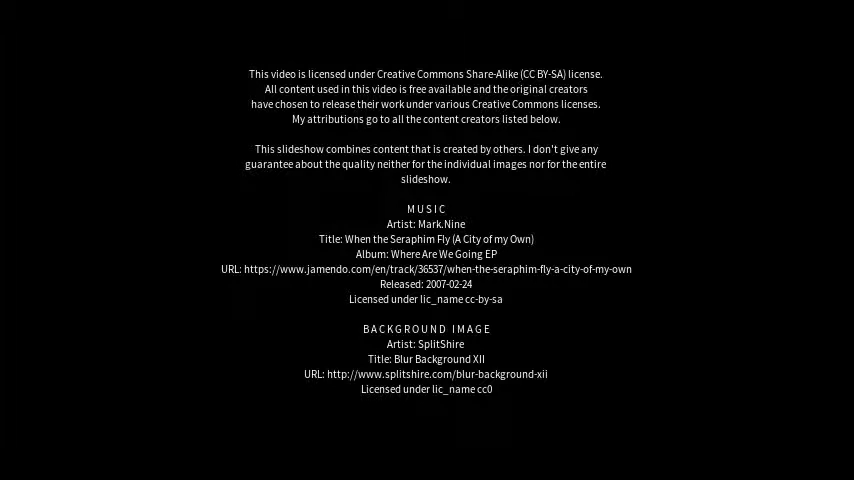 This video is licensed under Creative Commons Share-Alike (CC BY-SA) license.
All content used in this video is free available and the original creators
have chosen to release their work under various Creative Commons licenses.
My attributions go to all the content creators listed below.
This slideshow combines content that is created by others. I don't give any
guarantee about the quality neither for the individual images nor for the entire
slideshow.
MUSIC
Artist: Mark.Nine
Title: When the Seraphim Fly (A City of my Own)
Album: Where Are We Going EP
URL: https://www.jamendo.com/en/track/36537/when-the-seraphim-fly-a-city-of-my-own
Released: 2007-02-24
Licensed under lic_name cc-by-sa
BACKGROUND IMAGE
Artist: SplitShire
Title: Blur Background XII
URL: http://www.splitshire.com/blur-background-xii
Licensed under lic_name cc0